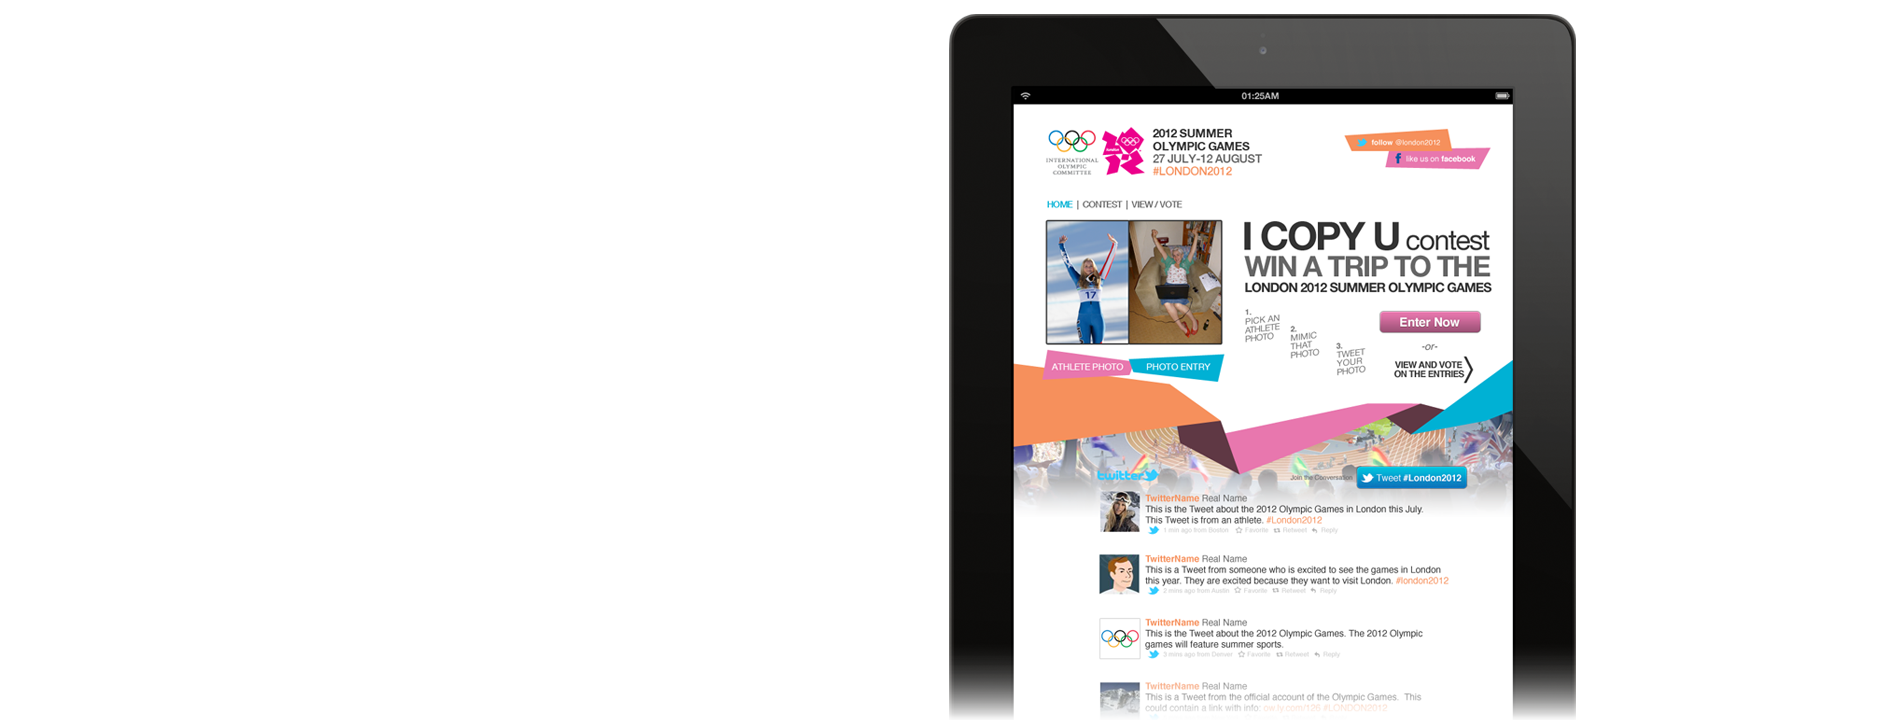 01:25AM
INTERNATIONAL
OLYMPIC
COMMITTEE
london
2012 SUMMER
OLYMPIC GAMES
27 JULY-12 AUGUST
#LONDON2012
follow @london2012
f like us on facebook
HOME | CONTEST | VIEW / VOTE
17
ATHLETE PHOTO
PHOTO ENTRY
I COPY U contest
WIN A TRIP TO THE
LONDON 2012 SUMMER OLYMPIC GAMES
1.
PICK AN
ATHLETE
PHOTO
2.
MIMIC
THAT
PHOTO
3.
TWEET
YOUR
PHOTO
Enter Now
-or-
VIEW AND VOTE
ON THE ENTRIES
twitter
Join the Conversation
Tweet #London2012
TwitterName Real Name
This is the Tweet about the 2012 Olympic Games in London this July.
This Tweet is from an athlete. #London2012
1 min ago from Boston Favorite Retweet Reply
TwitterName Real Name
This is a Tweet from someone who is excited to see the games in London
this year. They are excited because they want to visit London. #london2012
2 mins ago from Austin Favorite Retweet Reply
TwitterName Real Name
This is the Tweet about the 2012 Olympic Games. The 2012 Olympic
games will feature summer sports.
3 mins ago from Denver Favorite Retweet Reply
TwitterName Real Name
This is a Tweet from the official account of the Olympic Games. This
could contain a link with info: ow.ly.com/126 #LONDON2012